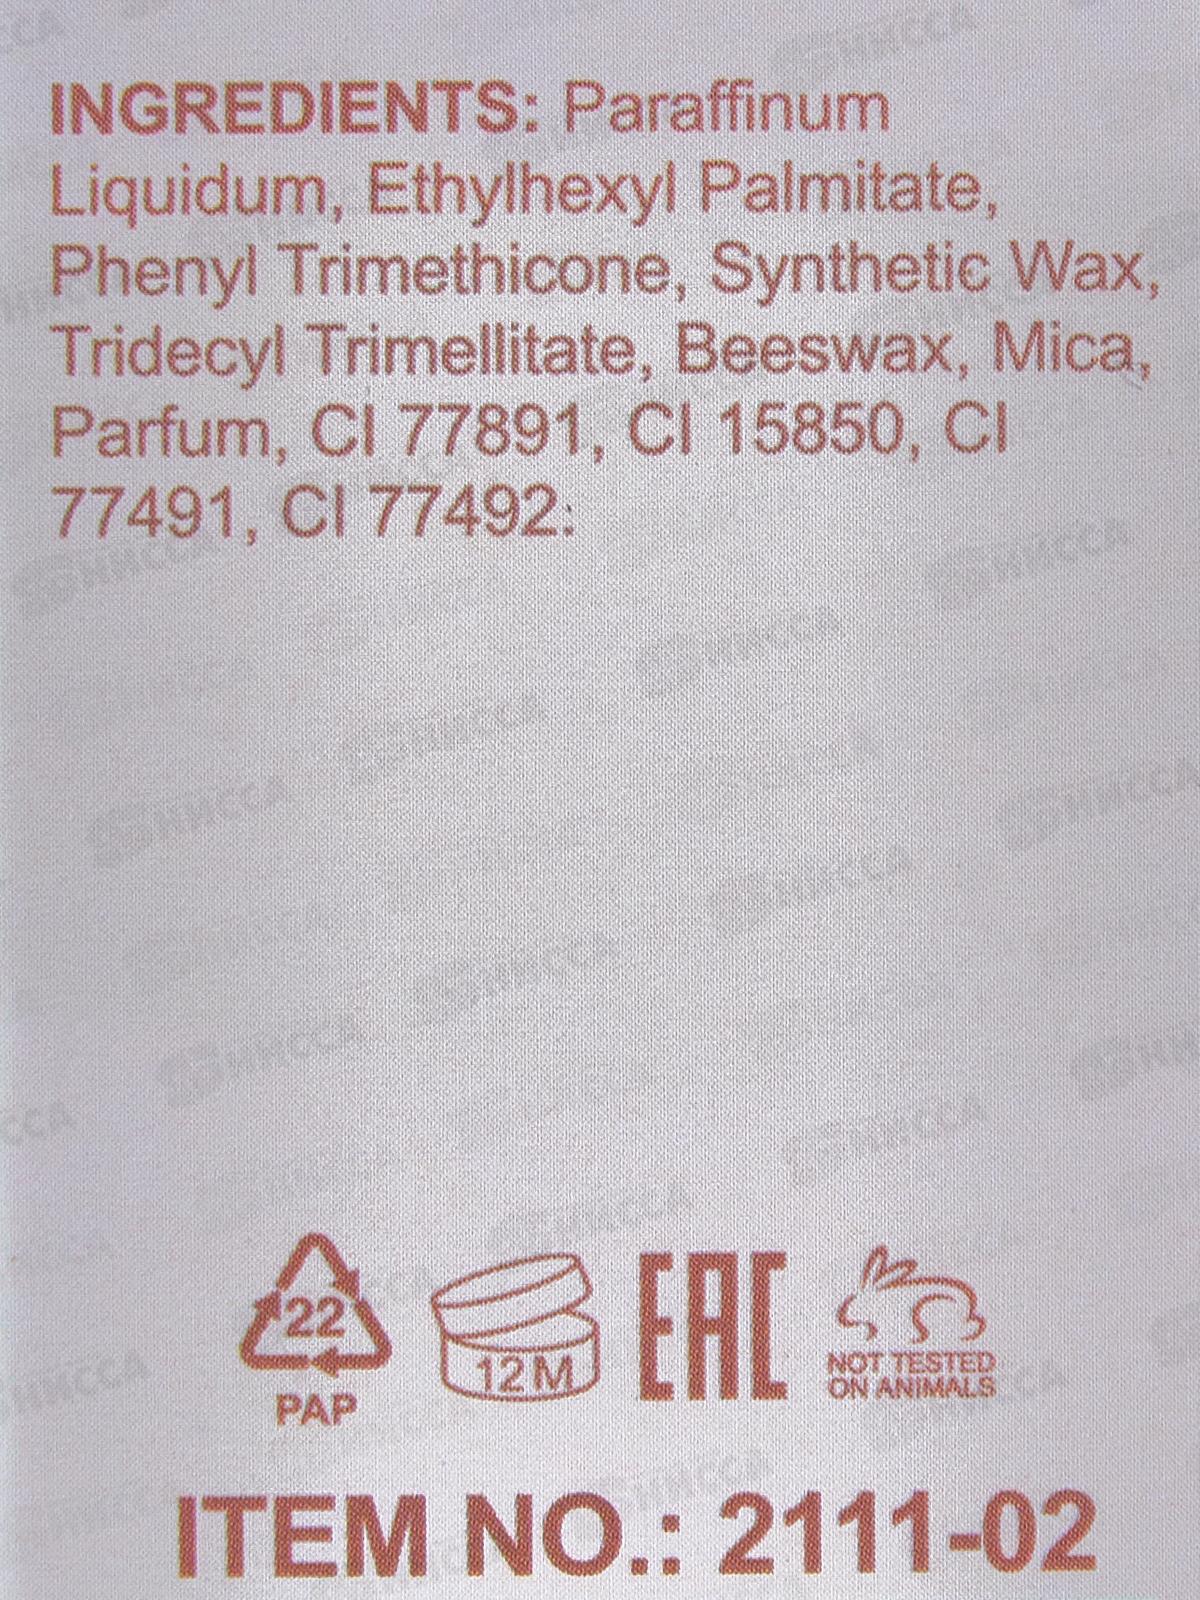 INGREDIENTS: Paraffinum
Liquidum, Ethylhexyl Palmitate,
Phenyl Trimethicone, Synthetic Wax,
Tridecyl Trimellitate, Beeswax, Mica,
Parfum, CI 77891, CI 15850, CI
77491, CI 77492:
НИССА
22
PAP
12M
EAC
NOT TESTED
ON ANIMALS
ITEM NO.: 2111-02